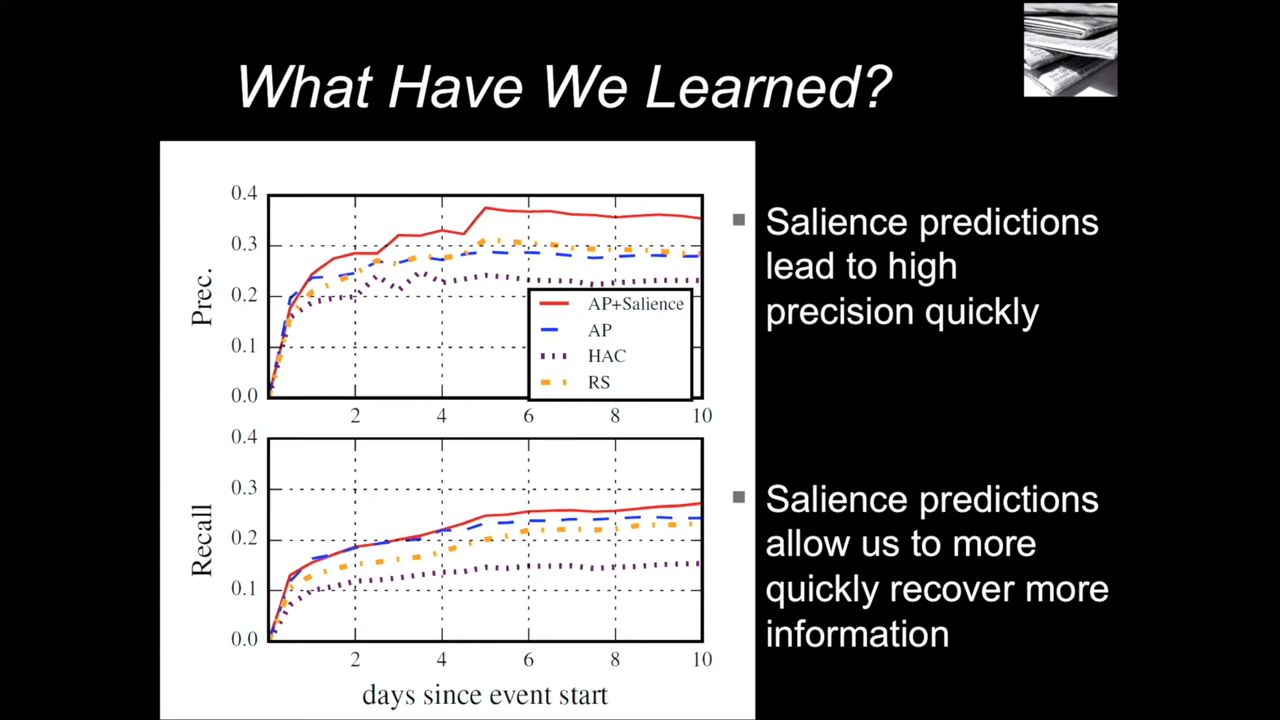 What Have We Learned?
0.4
0.3
0.2
0.1
0.0
Prec.
AP+Salience
AP
HAC
RS
2
4
6
8
10
0.4
0.3
0.2
0.1
0.0
Recall
2
4
6
8
10
days since event start
Salience predictions
lead to high
precision quickly
Salience predictions
allow us to more
quickly recover more
information